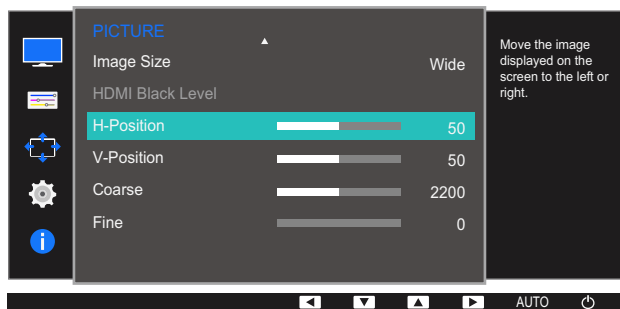 PICTURE
Image Size Wide
HDMI Black Level
H-Position 50
V-Position 50
Coarse 2200
Fine 0
Move the image
displayed on the
screen to the left or
right.
AUTO